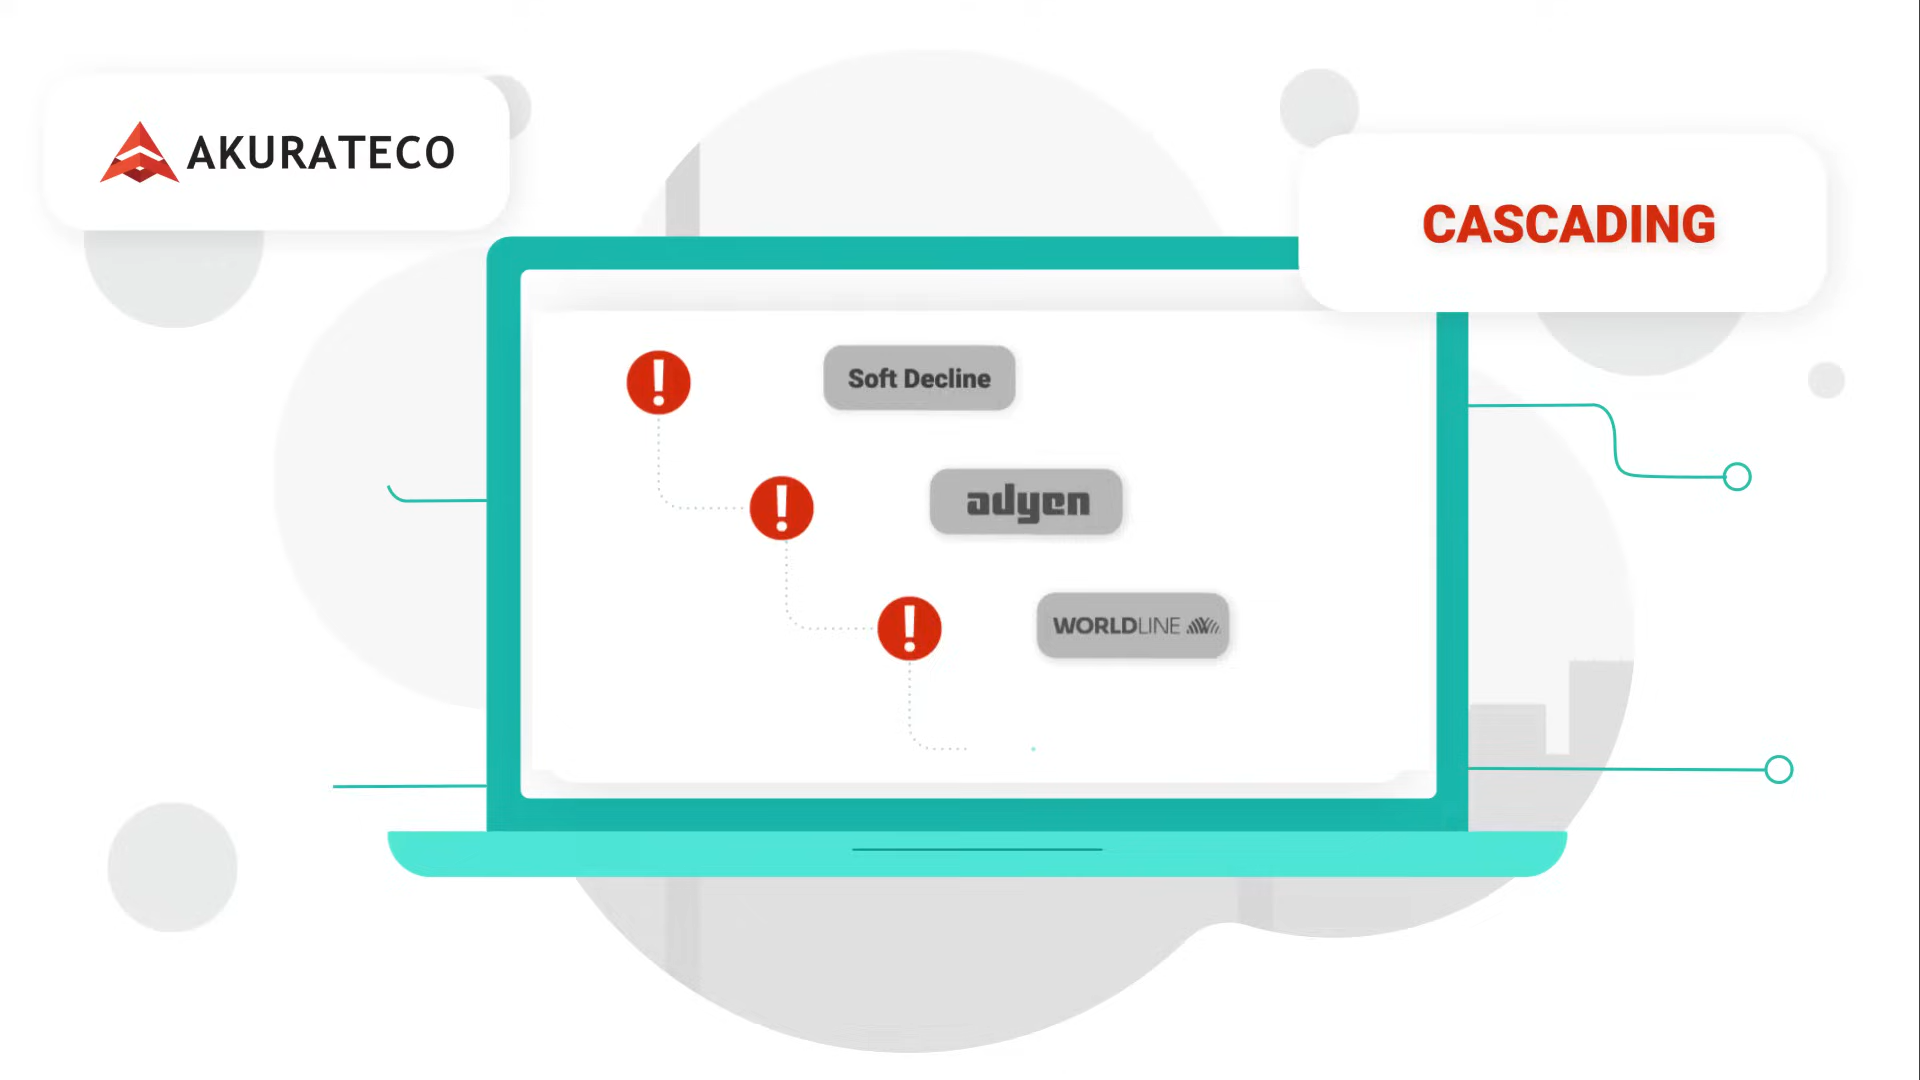 AKURATECO
CASCADING
Soft Decline
adyen
WORLDLINE